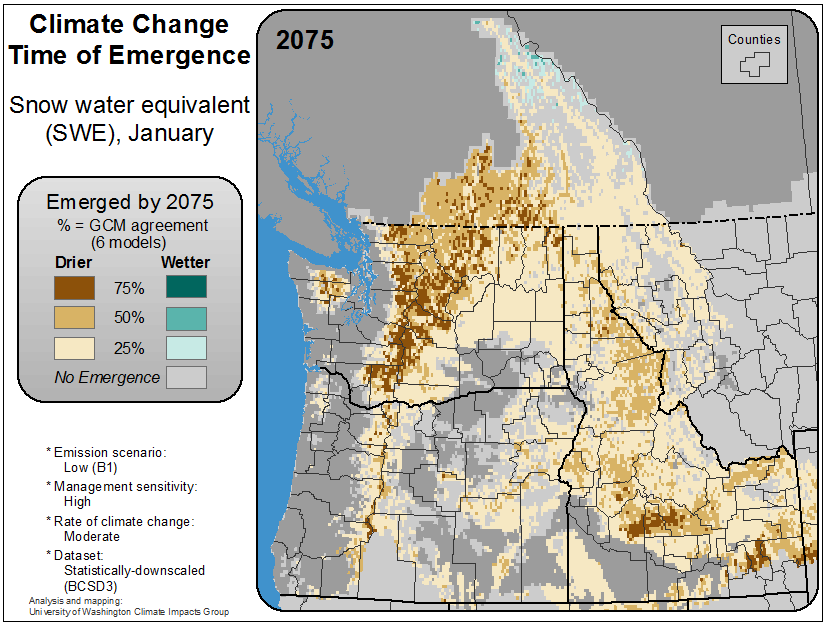 Climate Change
Time of Emergence
Snow water equivalent
(SWE), January
Emerged by 2075
% = GCM agreement
(6 models)
Drier Wetter
75%
50%
25%
No Emergence
* Emission scenario:
Low (B1)
* Management sensitivity:
High
* Rate of climate change:
Moderate
* Dataset:
Statistically-downscaled
(BCSD3)
Analysis and mapping:
University of Washington Climate Impacts Group
2075
Counties